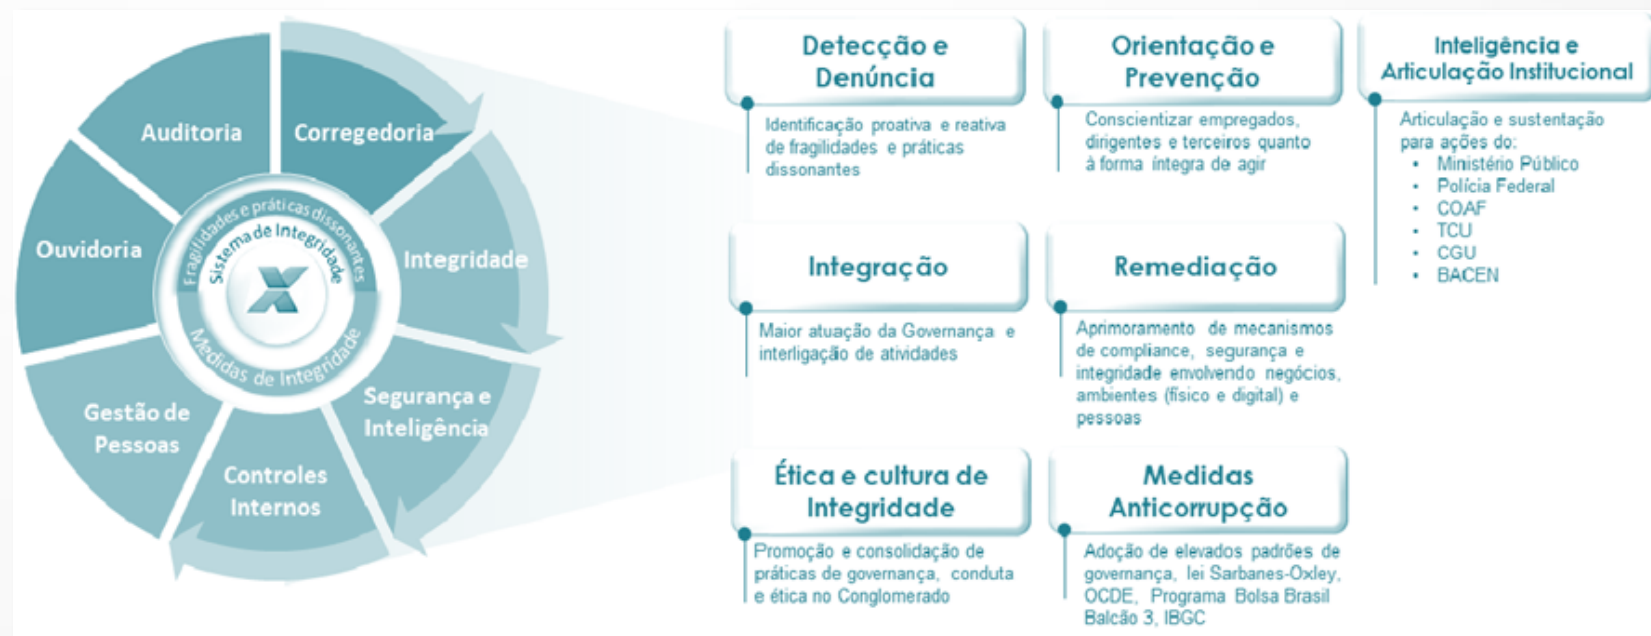 Auditoria
Corregedoria
Ouvidoria
Integridade
Gestão de
Pessoas
Controles
Internos
Segurança e
Inteligência
Fragilidades e práticas dissonantes
Sistema de Integridade
Medidas de Integridade
Detecção e
Denúncia
Identificação proativa e reativa
de fragilidades e práticas
dissonantes
Orientação e
Prevenção
Conscientizar empregados,
dirigentes e terceiros quanto
à forma íntegra de agir
Inteligência e
Articulação Institucional
Articulação e sustentação
para ações do:
• Ministério Público
• Polícia Federal
• COAF
• TCU
• CGU
• BACEN
Integração
Maior atuação da Governança e
interligação de atividades
Remediação
Aprimoramento de mecanismos
de compliance, segurança e
integridade envolvendo negócios,
ambientes (físico e digital) e
pessoas
Ética e cultura de
Integridade
Promoção e consolidação de
práticas de governança, conduta
e ética no Conglomerado
Medidas
Anticorrupção
Adoção de elevados padrões de
governança, lei Sarbanes-Oxley,
OCDE, Programa Bolsa Brasil
Balcão 3, IBGC